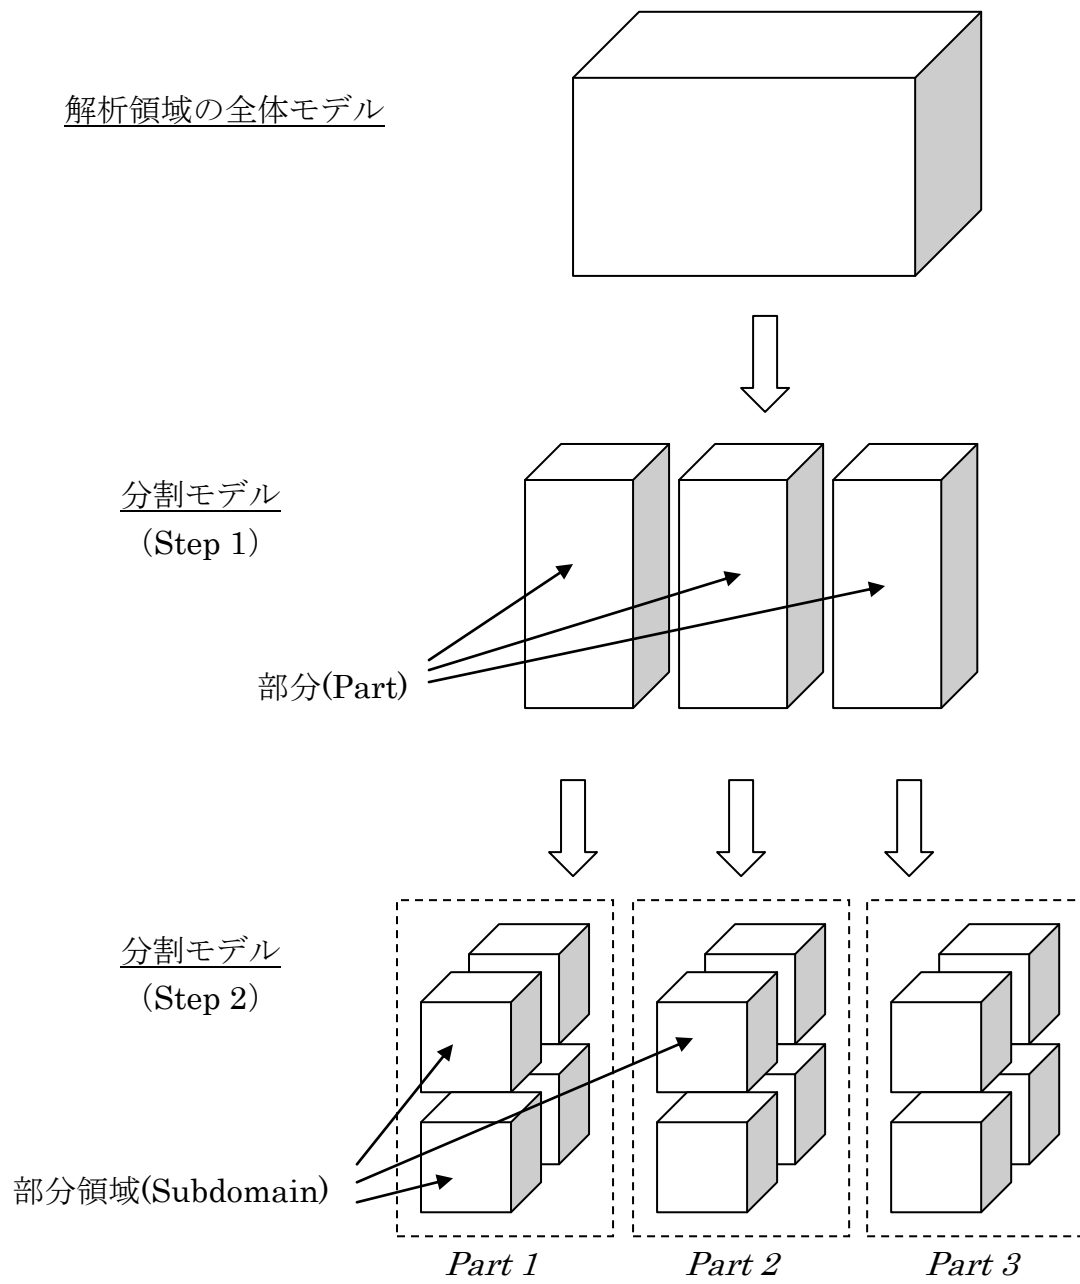 解析領域の全体モデル
分割モデル
（Step 1）
部分(Part)
分割モデル
（Step 2）
部分領域(Subdomain)
Part 1
Part 2
Part 3